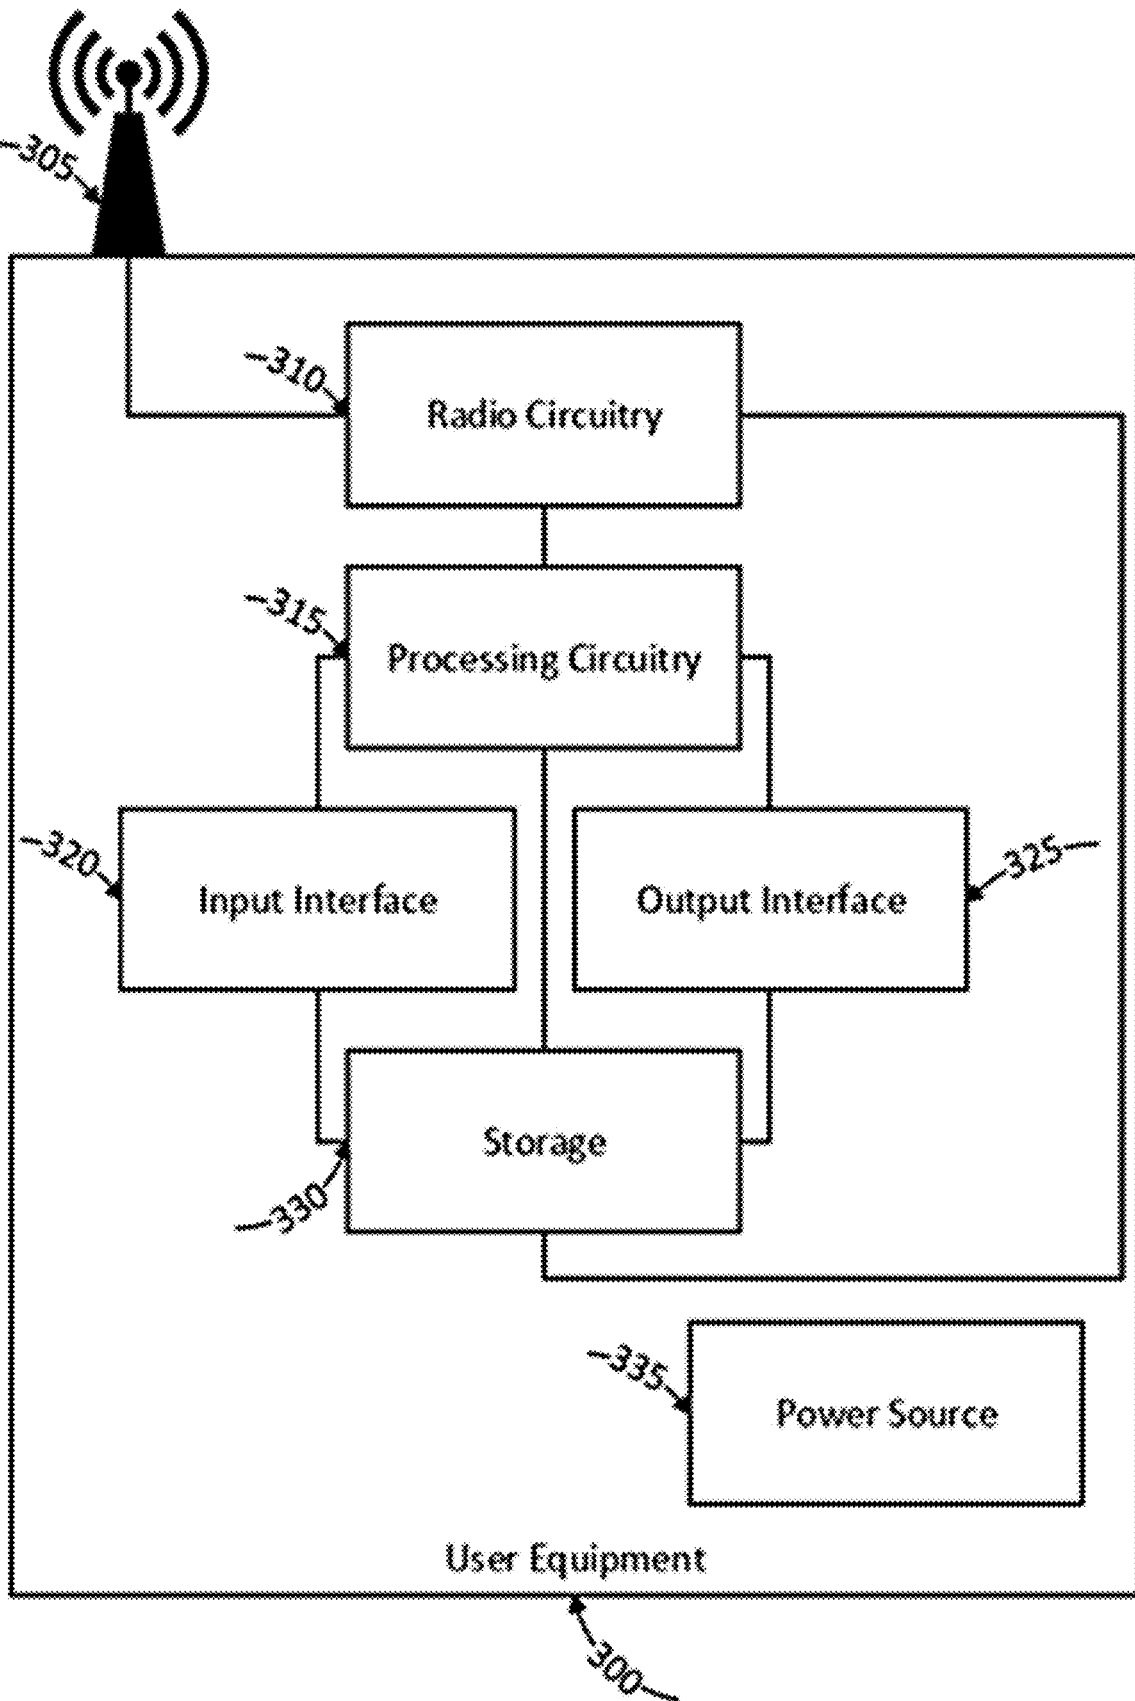 305
310
Radio Circuitry
315
Processing Circuitry
320
Input Interface
Output Interface
325
Storage
330
335
Power Source
User Equipment
300